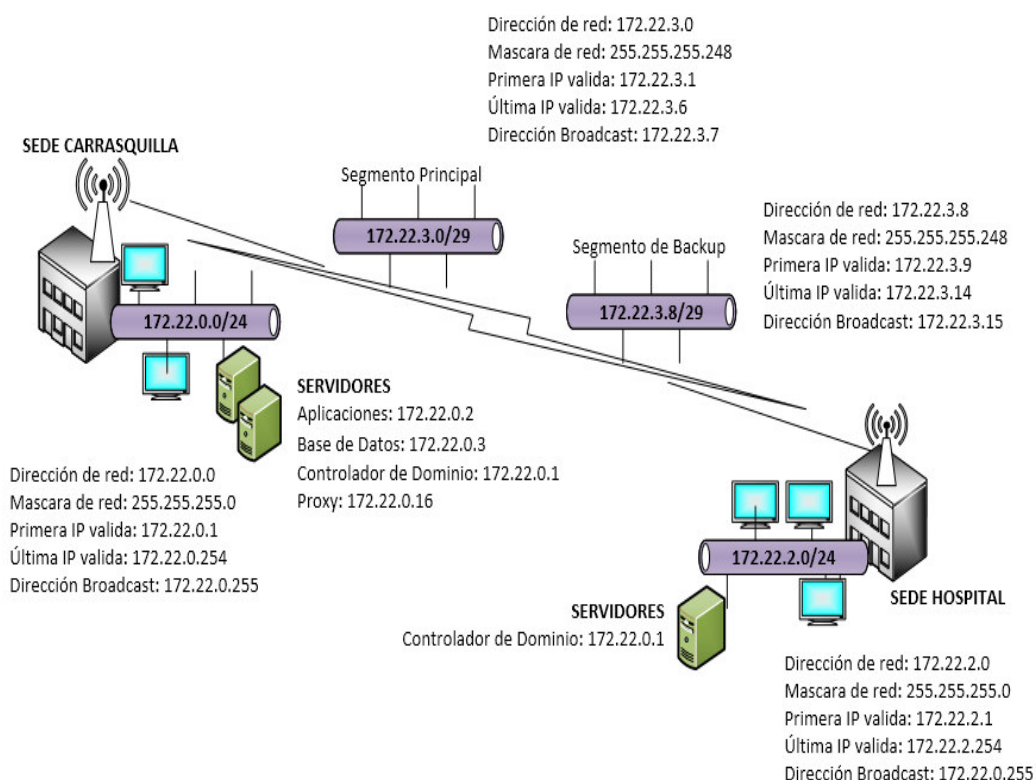 Dirección de red: 172.22.3.0
Mascara de red: 255.255.255.248
Primera IP valida: 172.22.3.1
Última IP valida: 172.22.3.6
Dirección Broadcast: 172.22.3.7
SEDE CARRASQUILLA
Segmento Principal
172.22.3.0/29
Segmento de Backup
172.22.3.8/29
Dirección de red: 172.22.3.8
Mascara de red: 255.255.255.248
Primera IP valida: 172.22.3.9
Última IP valida: 172.22.3.14
Dirección Broadcast: 172.22.3.15
172.22.0.0/24
SERVIDORES
Aplicaciones: 172.22.0.2
Base de Datos: 172.22.0.3
Controlador de Dominio: 172.22.0.1
Proxy: 172.22.0.16
Dirección de red: 172.22.0.0
Mascara de red: 255.255.255.0
Primera IP valida: 172.22.0.1
Última IP valida: 172.22.0.254
Dirección Broadcast: 172.22.0.255
172.22.2.0/24
SEDE HOSPITAL
SERVIDORES
Controlador de Dominio: 172.22.0.1
Dirección de red: 172.22.2.0
Mascara de red: 255.255.255.0
Primera IP valida: 172.22.2.1
Última IP valida: 172.22.2.254
Dirección Broadcast: 172.22.0.255